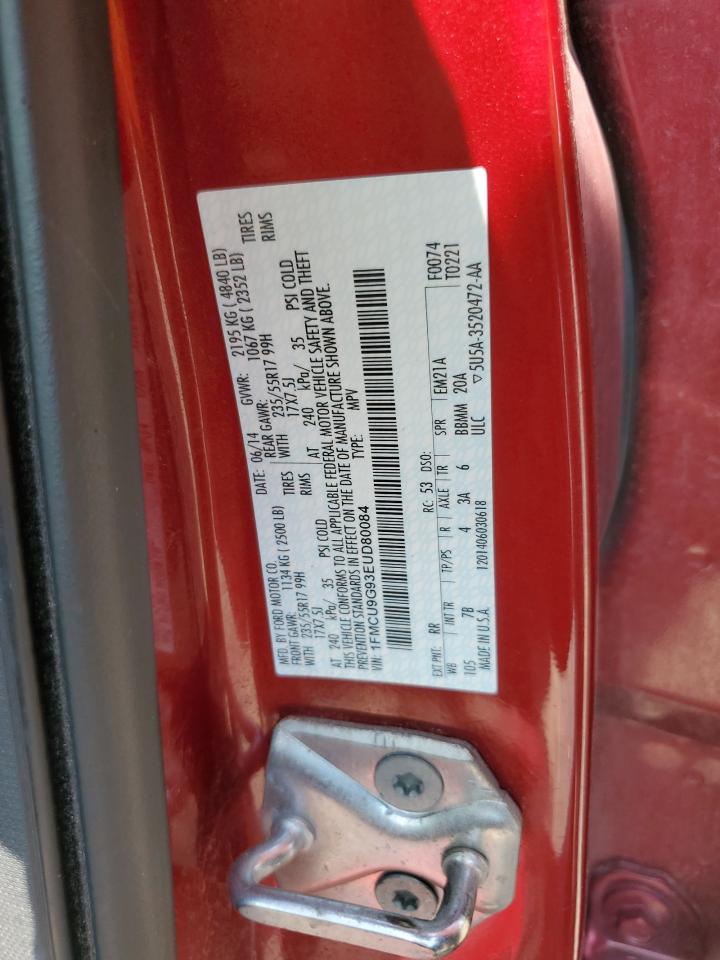 MFD. BY FORD MOTOR CO. DATE: 06/14 GVWR: 2195 KG ( 4840 LB)
FRONT GAWR: 1134 KG ( 2500 LB) REAR GAWR: 1067 KG ( 2352 LB)
WITH 235/55R17 99H TIRES WITH 235/55R17 99H TIRES
17X7.5J RIMS 17X7.5J RIMS
AT 240 kPa/ 35 PSI COLD AT 240 kPa/ 35 PSI COLD
THIS VEHICLE CONFORMS TO ALL APPLICABLE FEDERAL MOTOR VEHICLE SAFETY AND THEFT
PREVENTION STANDARDS IN EFFECT ON THE DATE OF MANUFACTURE SHOWN ABOVE.
VIN: 1FMCU9G93EUD80084 TYPE: MPV
F0074
T0221
EXT PNT: RR RC: 53 DSO:
WB INT TR TP/PS R AXLE TR SPR EM21A
105 7B 4 3A 6 BBMM 20A
MADE IN U.S.A. 1201406030618 ULC ▽5U5A-3520472-AA